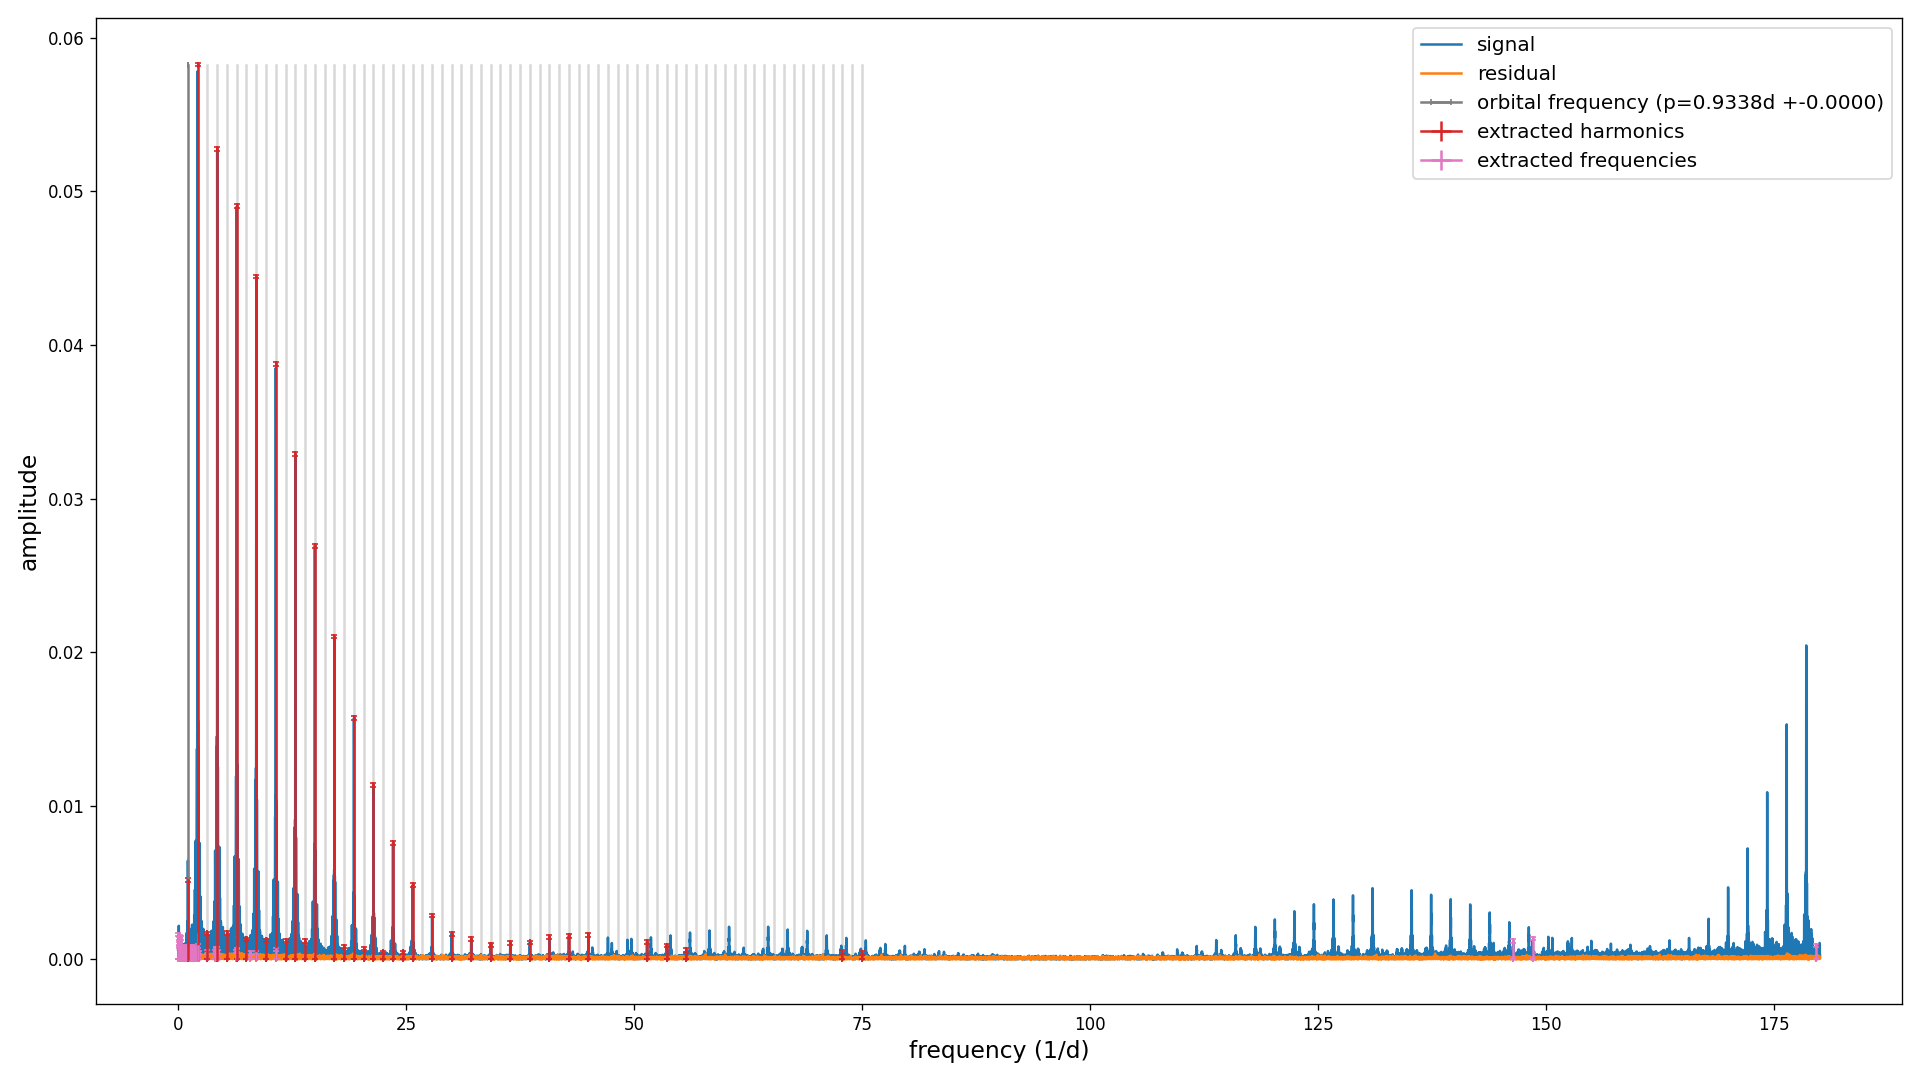 0.06
0.05
0.04
0.03
0.02
0.01
0.00
amplitude
signal
residual
orbital frequency (p=0.9338d +-0.0000)
extracted harmonics
extracted frequencies
0 25 50 75 100 125 150 175
frequency (1/d)